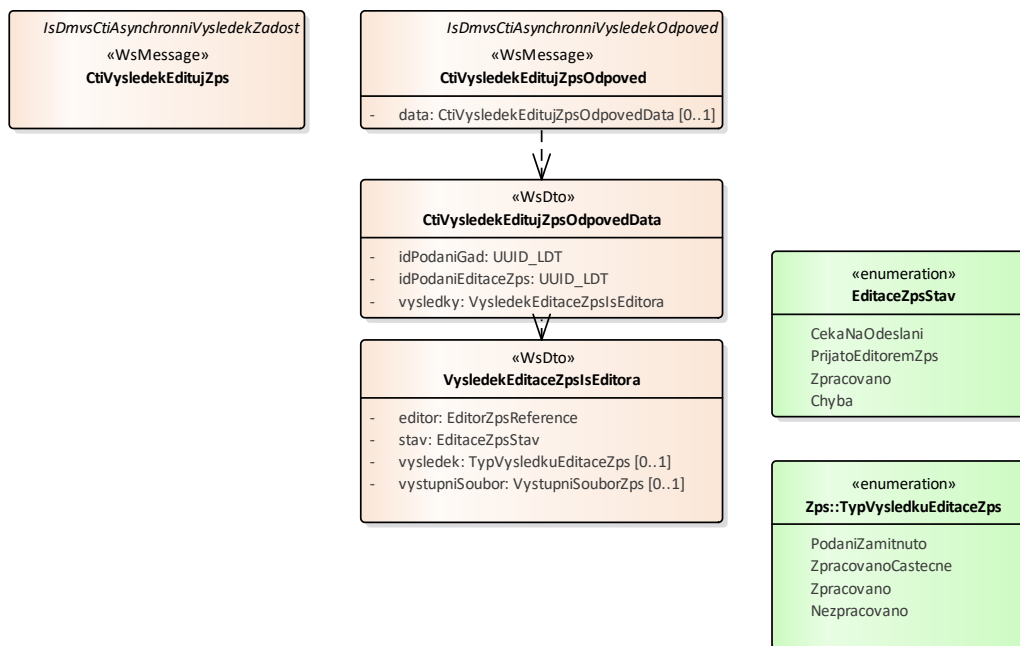 IsDmvsCtiAsynchronniVysledekZadost
«WsMessage»
CtiVysledekEditujZps
IsDmvsCtiAsynchronniVysledekOdpoved
«WsMessage»
CtiVysledekEditujZpsOdpoved
- data: CtiVysledekEditujZpsOdpovedData [0..1]
«WsDto»
CtiVysledekEditujZpsOdpovedData
- idPodaniGad: UUID_LDT
- idPodaniEditaceZps: UUID_LDT
- vysledky: VysledekEditaceZpsIsEditora
«WsDto»
VysledekEditaceZpsIsEditora
- editor: EditorZpsReference
- stav: EditaceZpsStav
- vysledek: TypVysledkuEditaceZps [0..1]
- vystupniSoubor: VystupniSouborZps [0..1]
«enumeration»
EditaceZpsStav
CekaNaOdeslani
PrijatoEditoremZps
Zpracovano
Chyba
«enumeration»
Zps::TypVysledkuEditaceZps
PodaniZamitnuto
ZpracovanoCastecne
Zpracovano
Nezpracovano